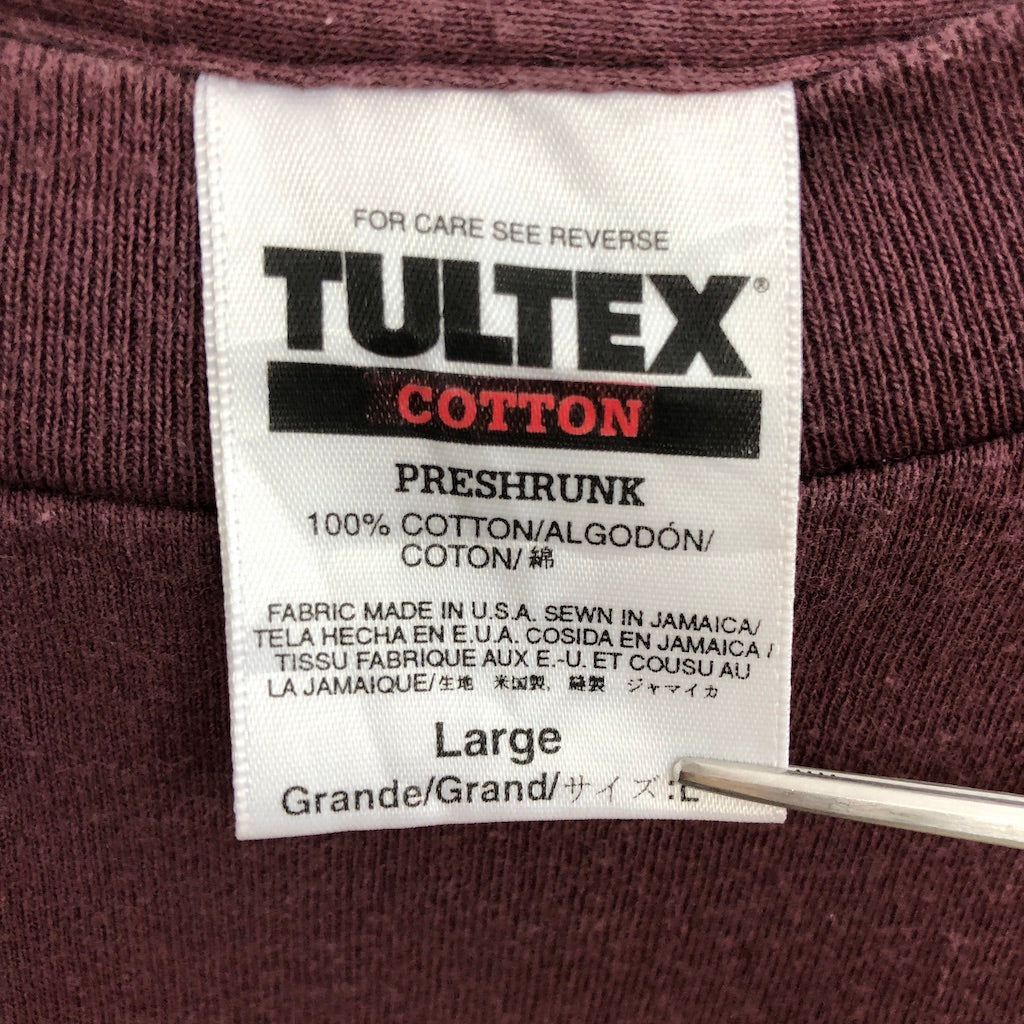 FOR CARE SEE REVERSE
TULTEX®
COTTON
PRESHRUNK
100% COTTON/ALGODÓN/
COTON/綿
FABRIC MADE IN U.S.A. SEWN IN JAMAICA/
TELA HECHA EN E.U.A. COSIDA EN JAMAICA /
TISSU FABRIQUE AUX E.-U. ET COUSU AU
LA JAMAIQUE/生地 米国製, 縫製 ジャマイカ
Large
Grande/Grand/サイズ:L